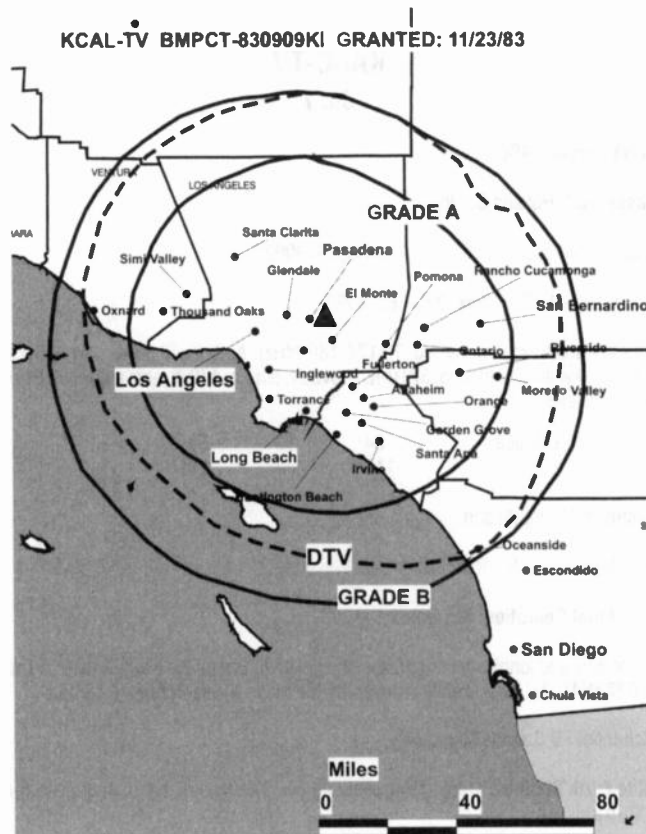 KCAL-TV BMPCT-830909KI GRANTED: 11/23/83
VENTURA
LOS ANGELES
GRADE A
ARA
Santa Clarita
Pasadena
Simi Valley
Glendale
Pomona
Rancho Cucamonga
El Monte
San Bernardino
Oxnard
Thousand Oaks
Ontario
Riverside
Los Angeles
Inglewood
Fullerton
Anaheim
Moreno Valley
Torrance
Orange
Garden Grove
Long Beach
Santa Ana
Irvine
Huntington Beach
Oceanside
DTV
Escondido
GRADE B
San Diego
Chula Vista
Miles
0 40 80